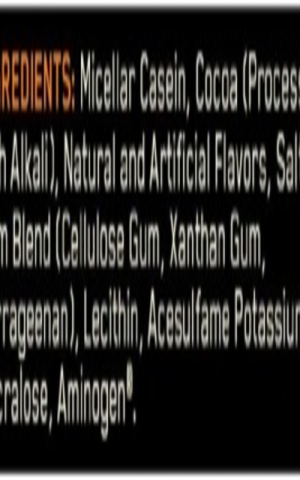 REDIENTS: Micellar Casein, Cocoa (Process
h Alkali), Natural and Artificial Flavors, Sal
m Blend (Cellulose Gum, Xanthan Gum,
rrageenan), Lecithin, Acesulfame Potassium
cralose, Aminogen®.